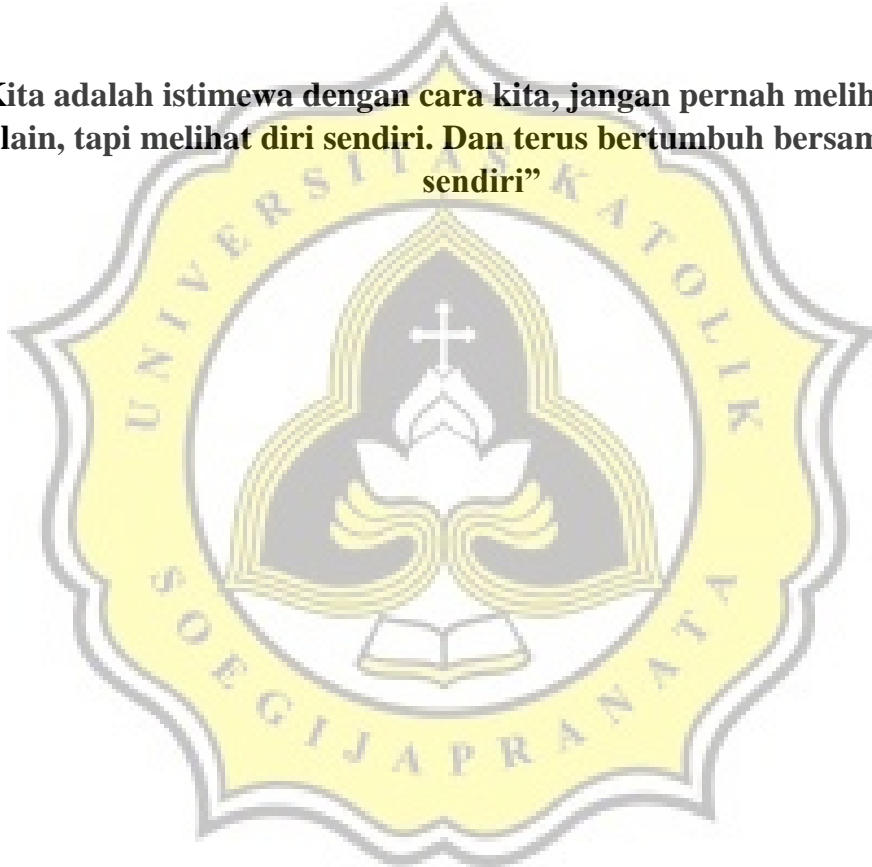 ita adalah istimewa dengan cara kita, jangan pernah melih
lain, tapi melihat diri sendiri. Dan terus bertumbuh bersam
sendiri”
UNIVERSITAS KATOLIK
SOEGIJAPRANATA